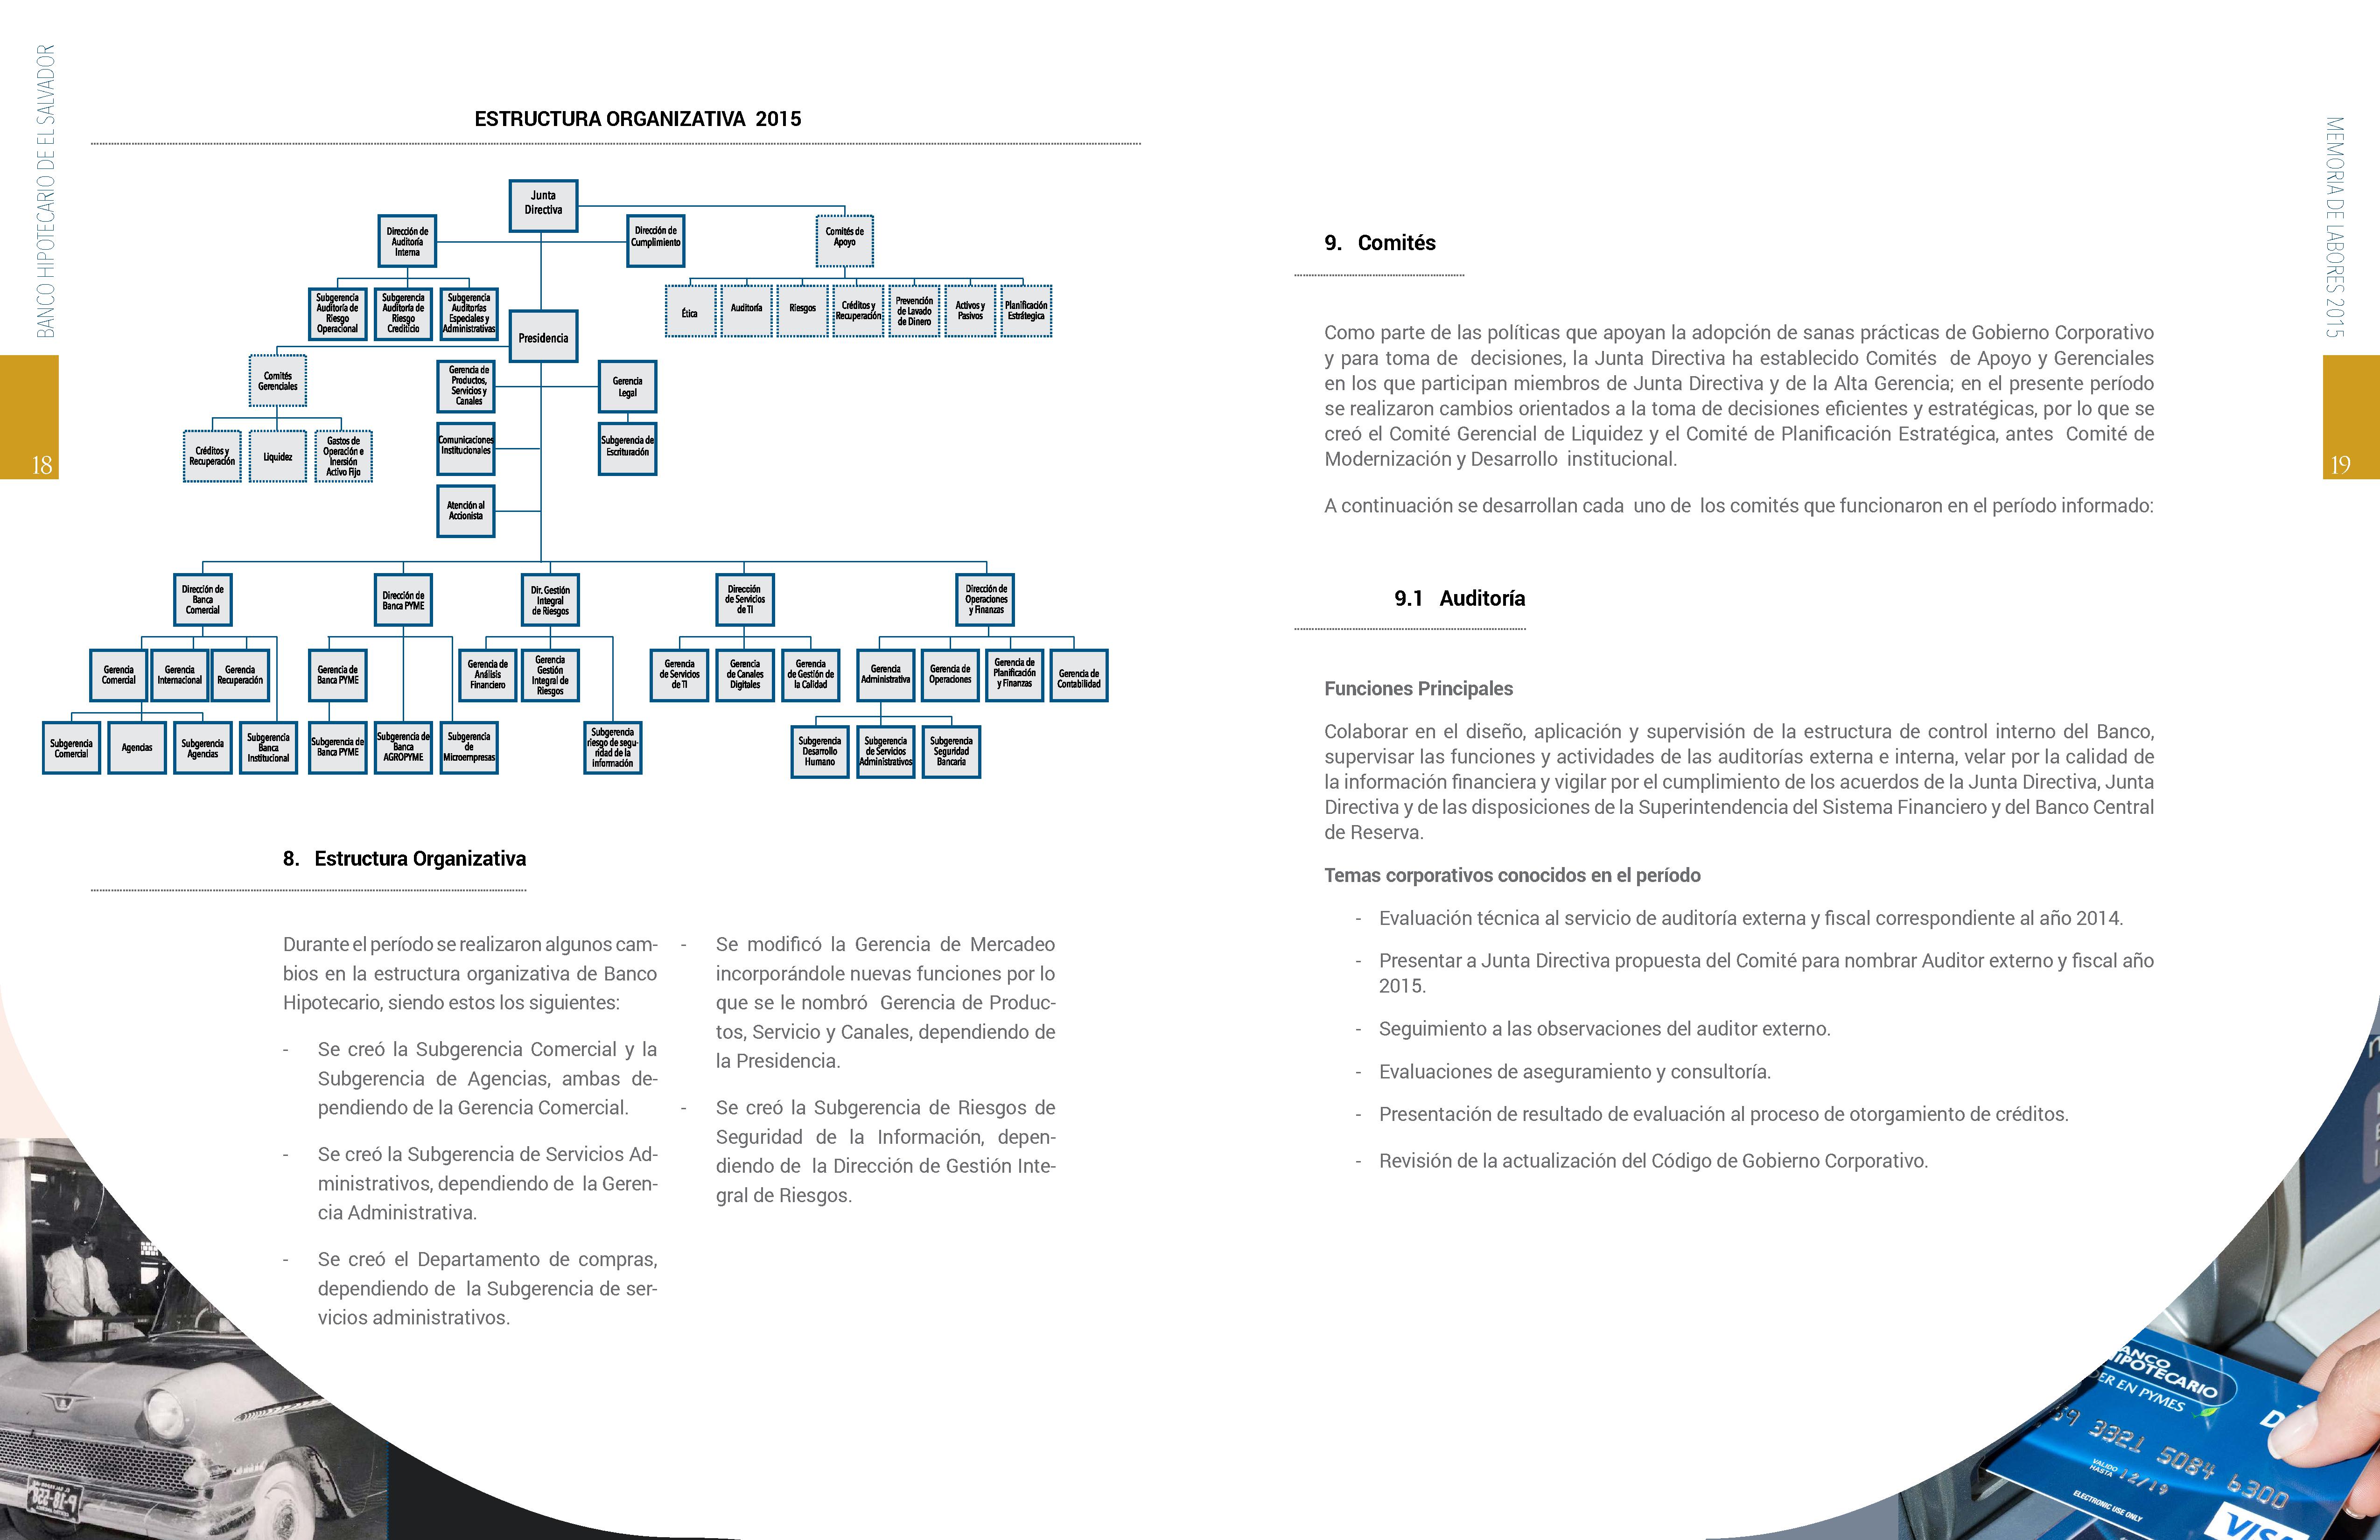 BANCO HIPOTECARIO DE EL SALVADOR
18
ESTRUCTURA ORGANIZATIVA 2015
Junta
Directiva
Dirección de
Auditoría
Interna
Dirección de
Cumplimiento
Comités de
Apoyo
Subgerencia
Auditoría de
Riesgo
Operacional
Subgerencia
Auditoría de
Riesgo
Crediticio
Subgerencia
Auditorías
Especiales y
Administrativas
Ética
Auditoría
Riesgos
Créditos y
Recuperación
Prevención
de Lavado
de Dinero
Activos y
Pasivos
Planificación
Estrátegica
Presidencia
Comités
Gerenciales
Gerencia de
Productos,
Servicios y
Canales
Gerencia
Legal
Créditos y
Recuperación
Liquidez
Gastos de
Operación e
Inersión
Activo Fijo
Comunicaciones
Institucionales
Subgerencia de
Escrituración
Atención al
Accionista
Dirección de
Banca
Comercial
Dirección de
Banca PYME
Dir. Gestión
Integral
de Riesgos
Dirección
de Servicios
de TI
Dirección de
Operaciones
y Finanzas
Gerencia
Comercial
Gerencia
Internacional
Gerencia
Recuperación
Gerencia de
Banca PYME
Gerencia de
Análisis
Financiero
Gerencia
Gestión
Integral de
Riesgos
Gerencia
de Servicios
de TI
Gerencia
de Canales
Digitales
Gerencia
de Gestión de
la Calidad
Gerencia
Administrativa
Gerencia de
Operaciones
Gerencia de
Planificación
y Finanzas
Gerencia de
Contabilidad
Subgerencia
Comercial
Agencias
Subgerencia
Agencias
Subgerencia
Banca
Institucional
Subgerencia de
Banca PYME
Subgerencia de
Banca
AGROPYME
Subgerencia
de
Microempresas
Subgerencia
riesgo de segu-
ridad de la
información
Subgerencia
Desarrollo
Humano
Subgerencia
de Servicios
Administrativos
Subgerencia
Seguridad
Bancaria
8. Estructura Organizativa
Durante el período se realizaron algunos cam-
bios en la estructura organizativa de Banco
Hipotecario, siendo estos los siguientes:
- Se creó la Subgerencia Comercial y la
Subgerencia de Agencias, ambas de-
pendiendo de la Gerencia Comercial.
- Se creó la Subgerencia de Servicios Ad-
ministrativos, dependiendo de la Geren-
cia Administrativa.
- Se creó el Departamento de compras,
dependiendo de la Subgerencia de ser-
vicios administrativos.
- Se modificó la Gerencia de Mercadeo
incorporándole nuevas funciones por lo
que se le nombró Gerencia de Produc-
tos, Servicio y Canales, dependiendo de
la Presidencia.
- Se creó la Subgerencia de Riesgos de
Seguridad de la Información, depen-
diendo de la Dirección de Gestión Inte-
gral de Riesgos.
MEMORIA DE LABORES 2015
19
9. Comités
Como parte de las políticas que apoyan la adopción de sanas prácticas de Gobierno Corporativo
y para toma de decisiones, la Junta Directiva ha establecido Comités de Apoyo y Gerenciales
en los que participan miembros de Junta Directiva y de la Alta Gerencia; en el presente período
se realizaron cambios orientados a la toma de decisiones eficientes y estratégicas, por lo que se
creó el Comité Gerencial de Liquidez y el Comité de Planificación Estratégica, antes Comité de
Modernización y Desarrollo institucional.
A continuación se desarrollan cada uno de los comités que funcionaron en el período informado:
9.1 Auditoría
Funciones Principales
Colaborar en el diseño, aplicación y supervisión de la estructura de control interno del Banco,
supervisar las funciones y actividades de las auditorías externa e interna, velar por la calidad de
la información financiera y vigilar por el cumplimiento de los acuerdos de la Junta Directiva, Junta
Directiva y de las disposiciones de la Superintendencia del Sistema Financiero y del Banco Central
de Reserva.
Temas corporativos conocidos en el período
- Evaluación técnica al servicio de auditoría externa y fiscal correspondiente al año 2014.
- Presentar a Junta Directiva propuesta del Comité para nombrar Auditor externo y fiscal año
2015.
- Seguimiento a las observaciones del auditor externo.
- Evaluaciones de aseguramiento y consultoría.
- Presentación de resultado de evaluación al proceso de otorgamiento de créditos.
- Revisión de la actualización del Código de Gobierno Corporativo.
ANCO
HIPOTECARIO
DER EN PYMES
3321 5084 6300
VALIDO
HASTA 12/19
ELECTRONIC USE ONLY
VISA